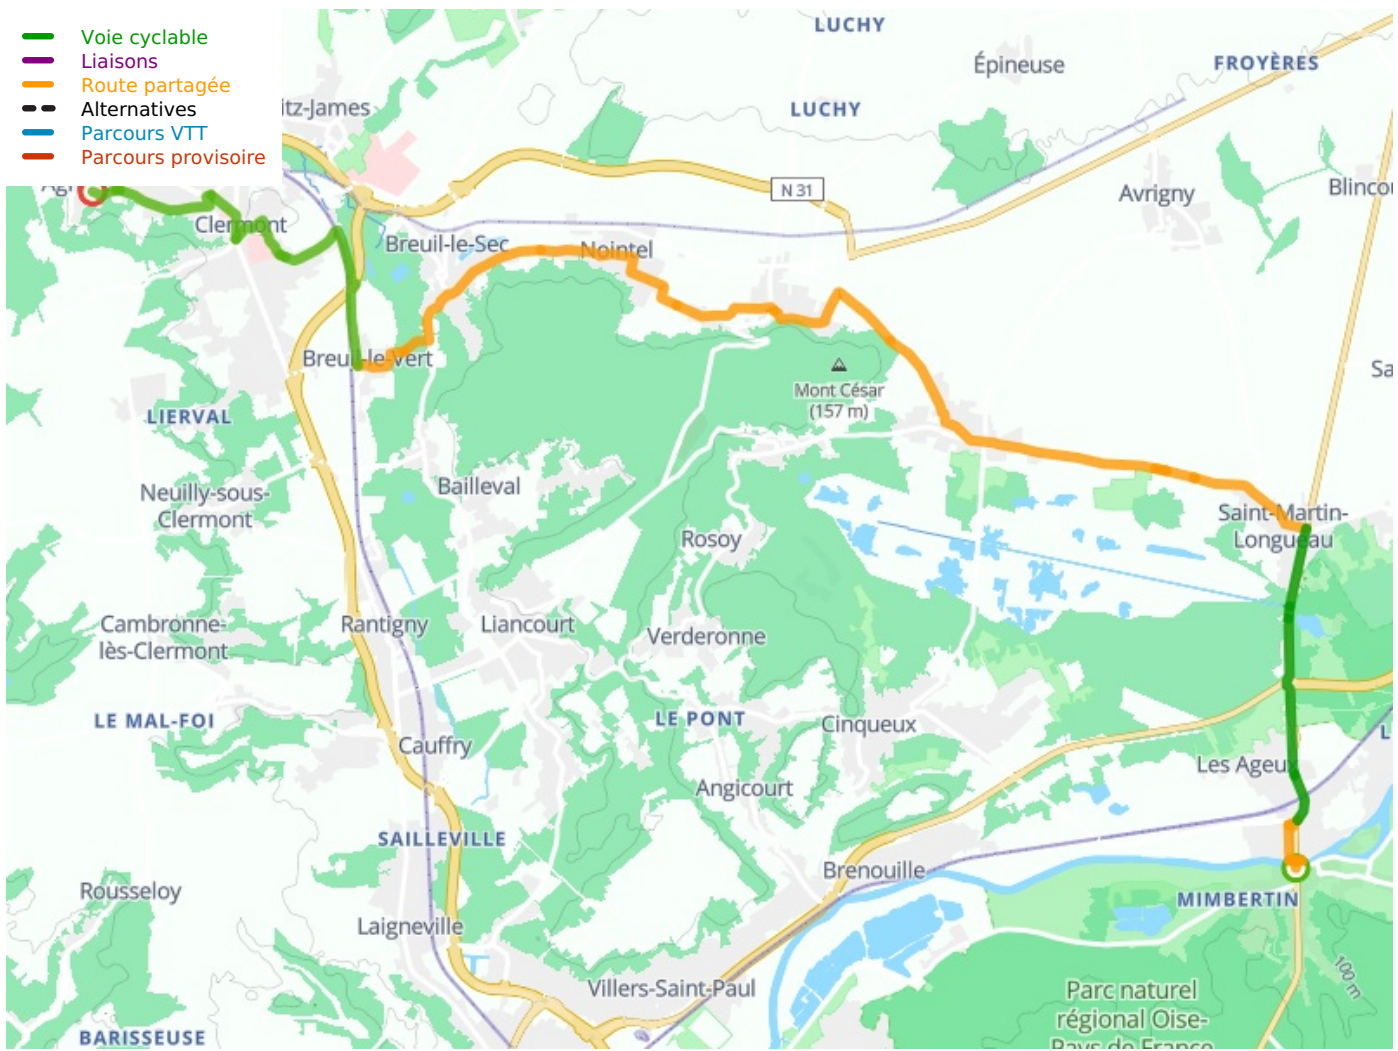 Voie cyclable
Liaisons
Route partagée
Alternatives
Parcours VTT
Parcours provisoire
LUCHY
Épineuse
FROYÈRES
itz-James
LUCHY
N 31
Agn
Avrigny
Blincou
Clermont
Breuil-le-Sec
Nointel
Breuil-le-Vert
Sa
Mont César
(157 m)
LIERVAL
Neuilly-sous-
Clermont
Bailleval
Saint-Martin-
Longueau
Rosoy
Cambronne-
lès-Clermont
Rantigny
Liancourt
Verderonne
LE MAL-FOI
LE PONT
Cinqueux
L
Cauffry
Les Ageux
Angicourt
SAILLEVILLE
Brenouille
Rousseloy
MIMBERTIN
Laigneville
100 m
Villers-Saint-Paul
Parc naturel
régional Oise-
Pays de France
BARISSEUSE